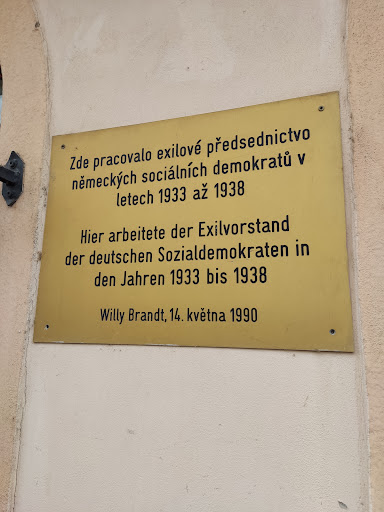 Zde pracovalo exilové předsednictvo
německých sociálních demokratů v
letech 1933 až 1938
Hier arbeitete der Exilvorstand
der deutschen Sozialdemokraten in
den Jahren 1933 bis 1938
Willy Brandt, 14. května 1990